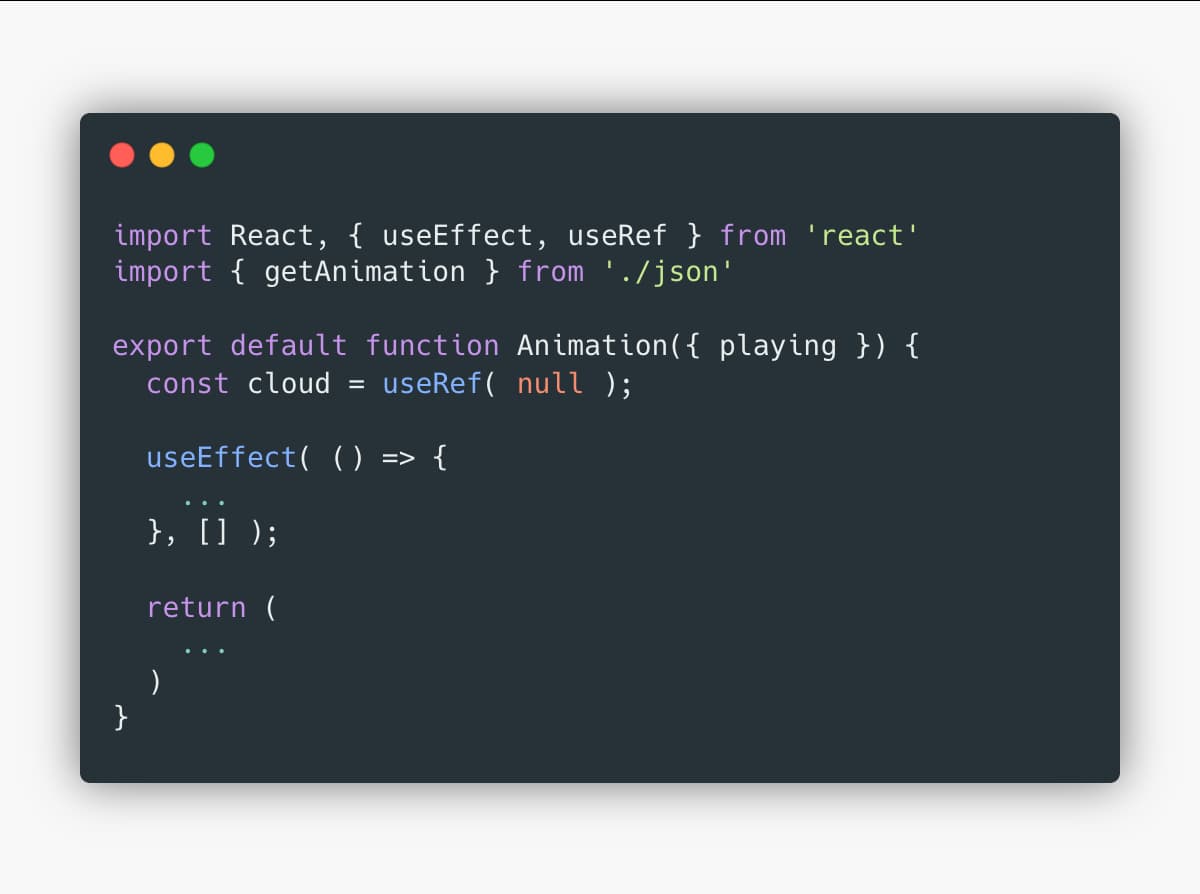 import React, { useEffect, useRef } from 'react'
import { getAnimation } from './json'
export default function Animation({ playing }) {
const cloud = useRef( null );
useEffect( () => {
...
}, [] );
return (
...
)
}